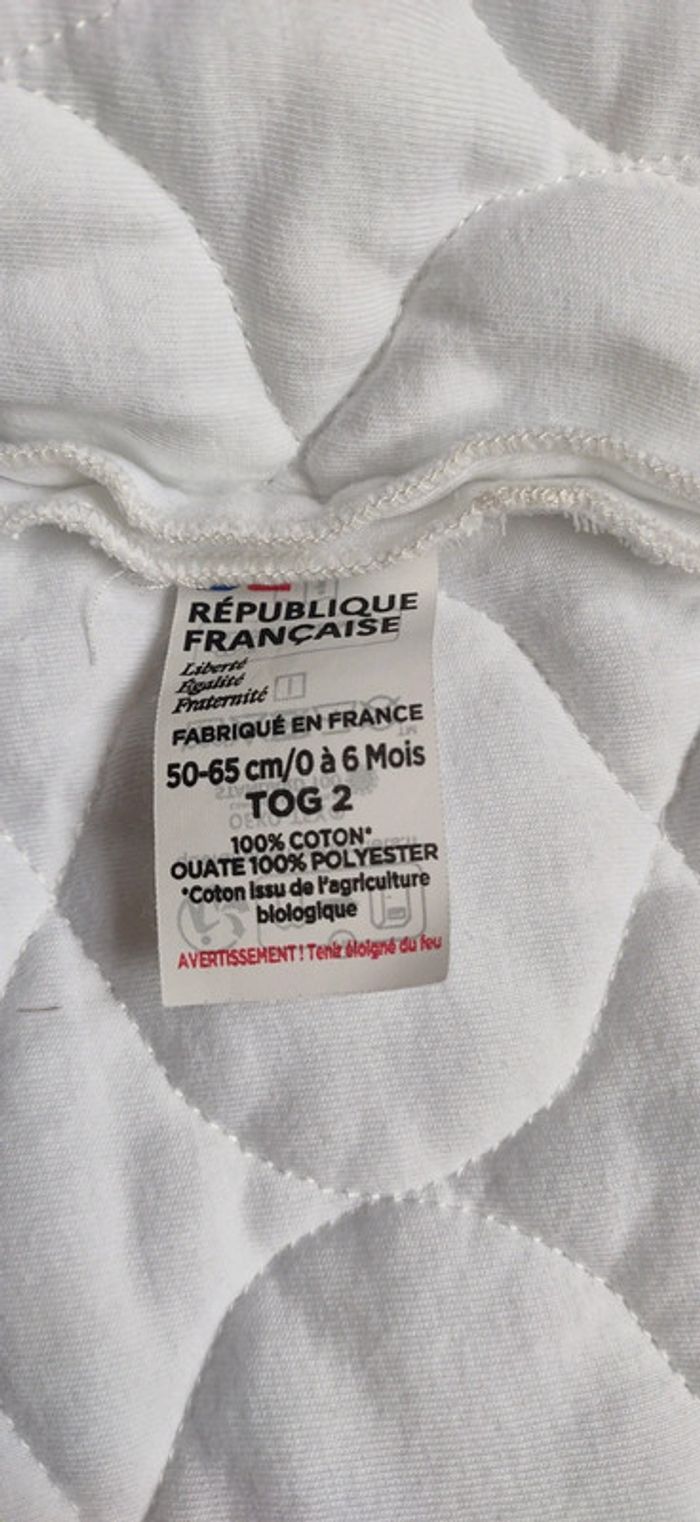 RÉPUBLIQUE
FRANÇAISE
Liberté
Égalité
Fraternité
FABRIQUÉ EN FRANCE
50-65 cm/0 à 6 Mois
TOG 2
100% COTON*
OUATE 100% POLYESTER
*Coton issu de l'agriculture
biologique
AVERTISSEMENT ! Tenir éloigné du feu